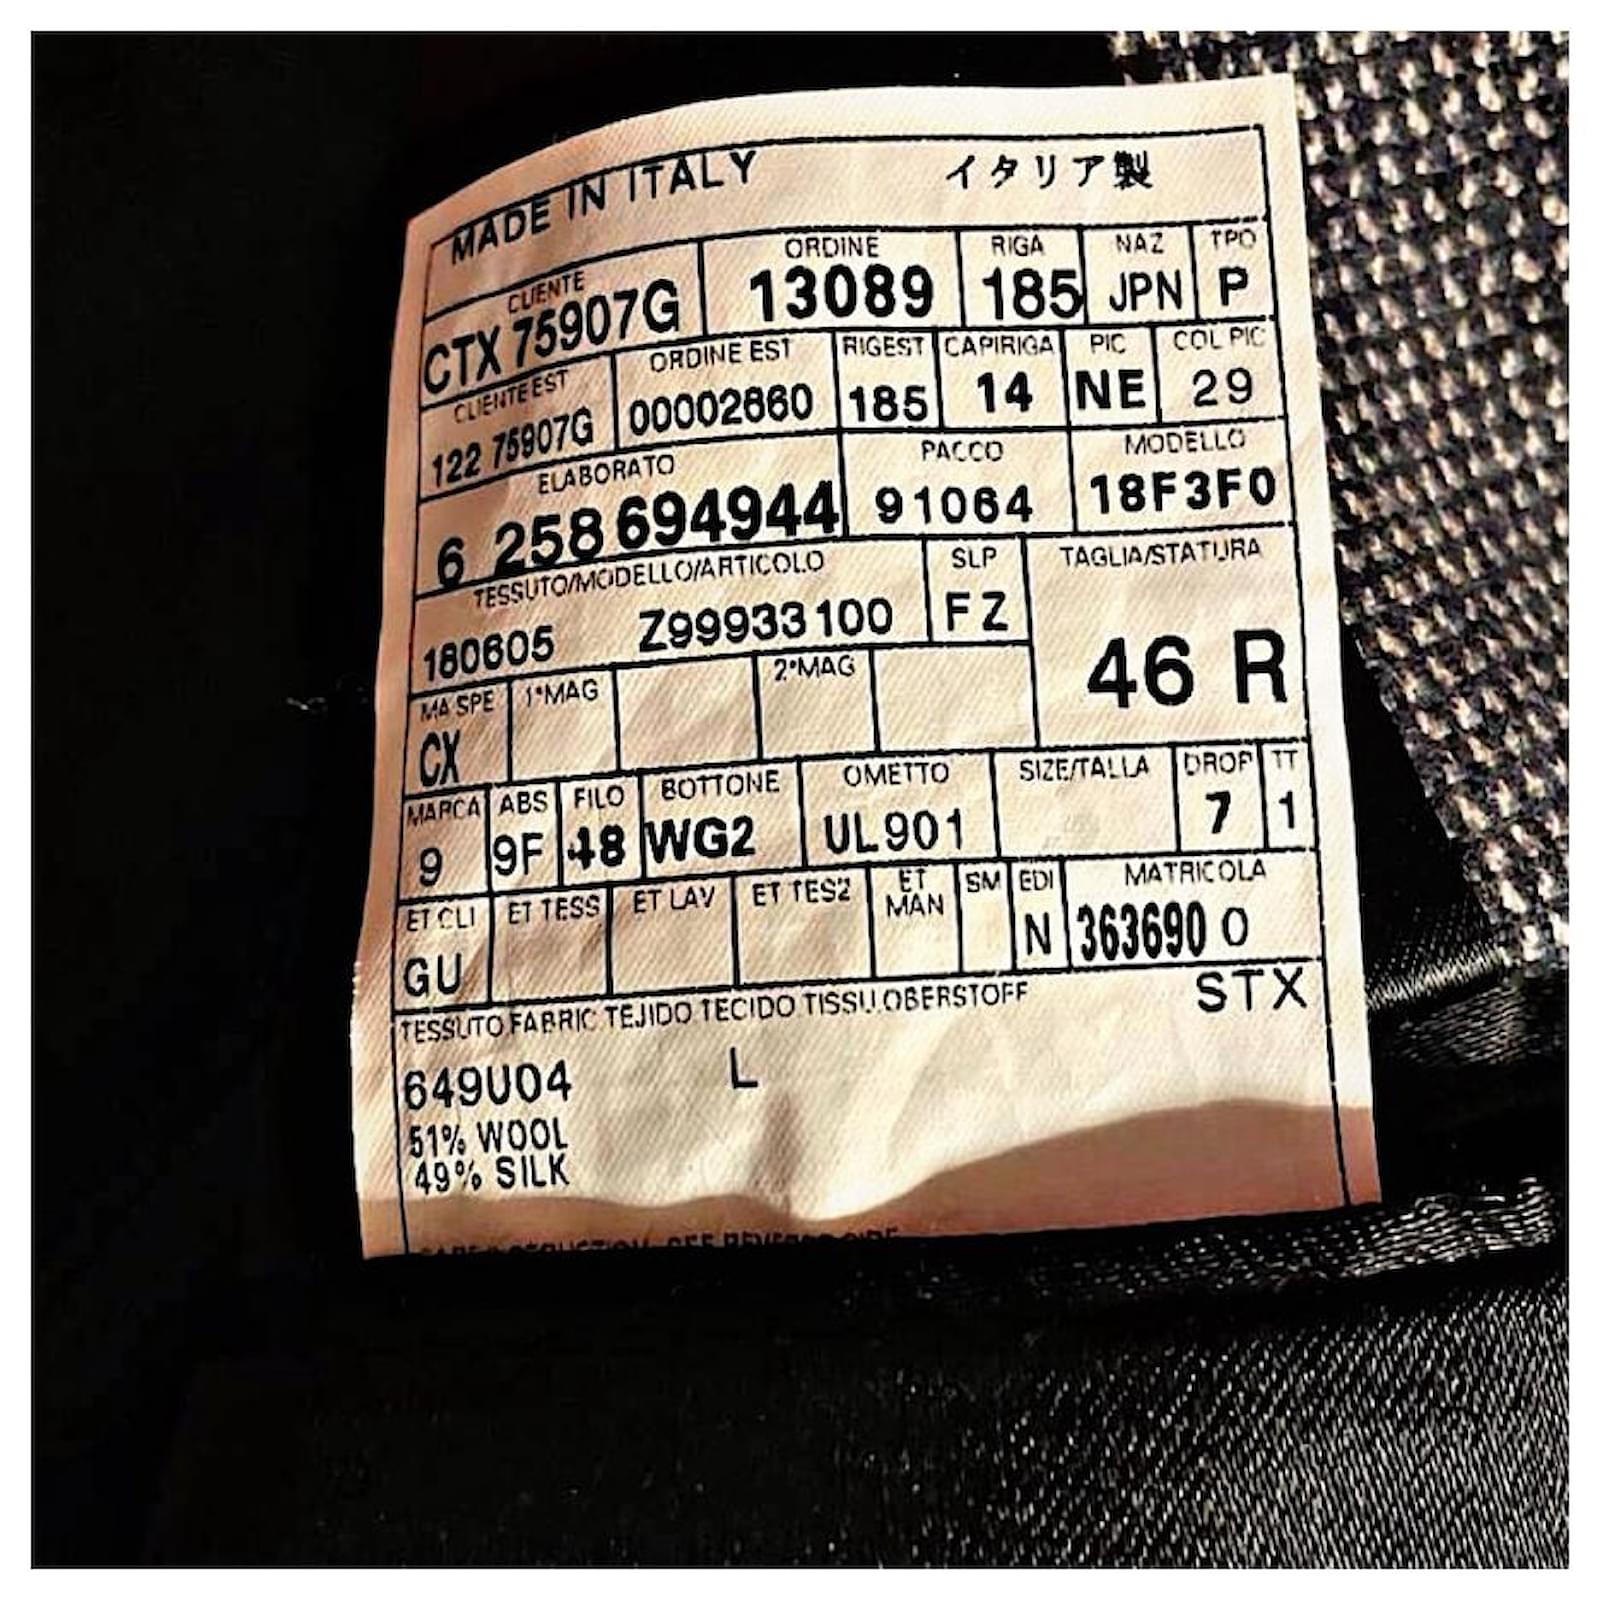 MADE IN ITALY イタリア製
CLIENTE ORDINE RIGA NAZ TPO
CTX 75907G 13089 185 JPN P
CLIENTE EST ORDINE EST RIGEST CAPIRIGA PIC COL PIC
122 75907G 00002660 185 14 NE 29
ELABORATO PACCO MODELLO
6 258 694944 91064 18F3F0
TESSUTO/MODELLO/ARTICOLO SLP TAGLIA/STATURA
180605 Z99933100 FZ 46 R
MA SPE 1°MAG 2°MAG
CX
MARCA ABS FILO BOTTONE OMETTO SIZE/TALLA DROP TT
9 9F 48 WG2 UL901 7 1
ET CLI ET TESS ET LAV ET TES2 ET MAN SM EDI MATRICOLA
GU N 363690 0
TESSUTO FABRIC TEJIDO TECIDO TISSU OBERSTOFF STX
649U04 L
51% WOOL
49% SILK
SEE REVERSE SIDE